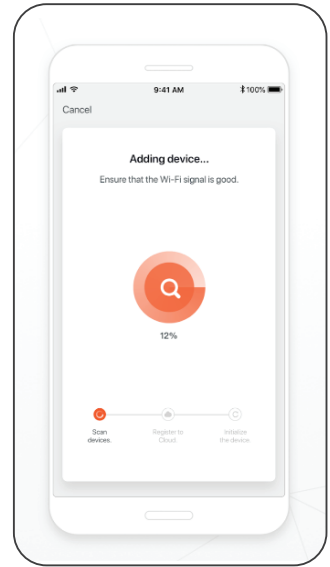 9:41 AM
100%
Cancel
Adding device...
Ensure that the Wi-Fi signal is good.
12%
Scan
devices.
Register to
Cloud.
Initialize
the device.